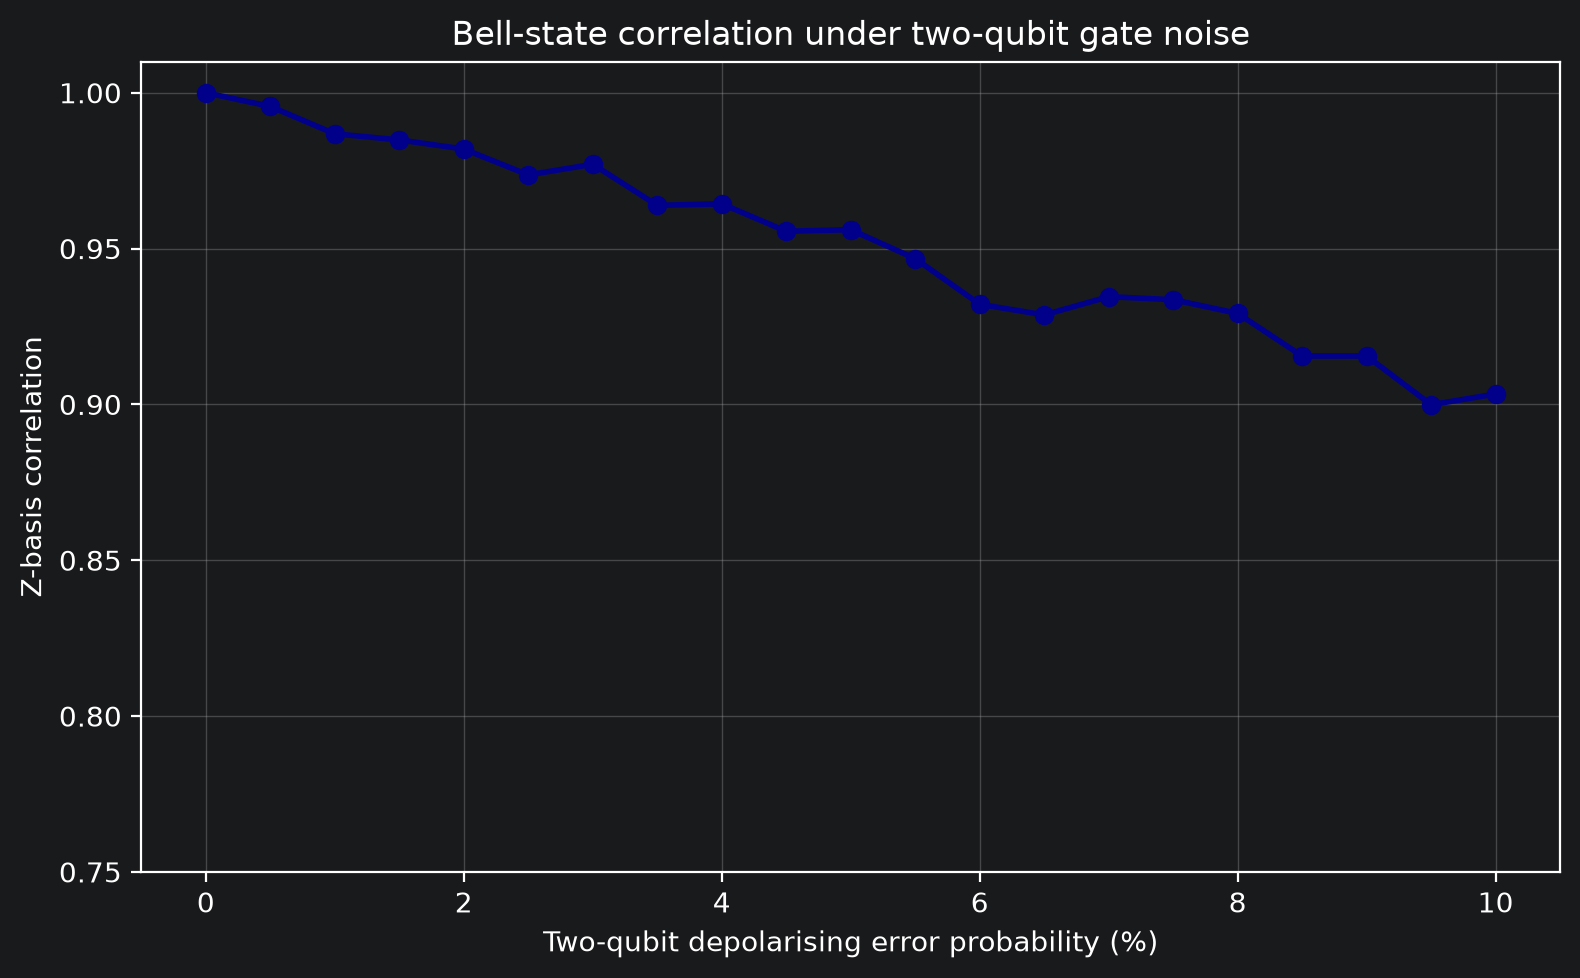 Bell-state correlation under two-qubit gate noise
Z-basis correlation
1.00
0.95
0.90
0.85
0.80
0.75
0 2 4 6 8 10
Two-qubit depolarising error probability (%)